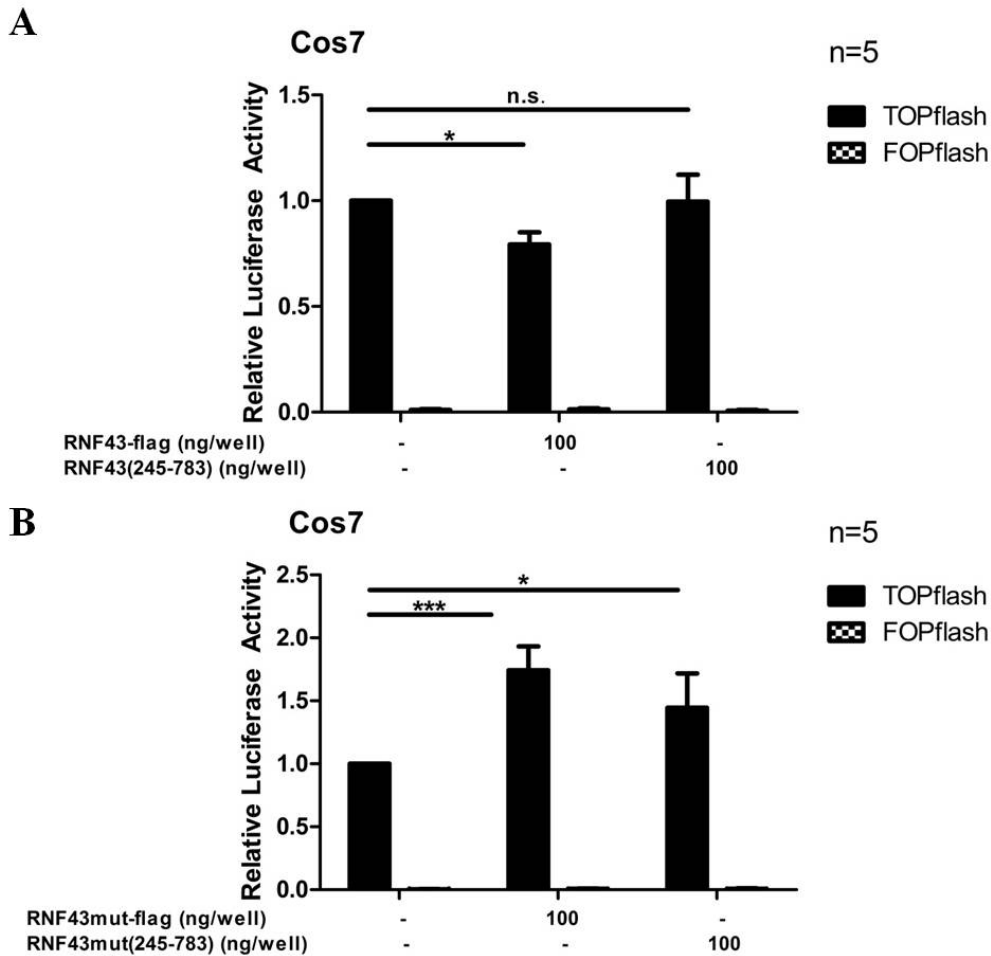 A
Cos7
n=5
TOPflash
FOPflash
Relative Luciferase Activity
1.5
1.0
0.5
0.0
n.s.
*
RNF43-flag (ng/well) - 100 -
RNF43(245-783) (ng/well) - - 100
B
Cos7
n=5
TOPflash
FOPflash
Relative Luciferase Activity
2.5
2.0
1.5
1.0
0.5
0.0
*
***
RNF43mut-flag (ng/well) - 100 -
RNF43mut(245-783) (ng/well) - - 100